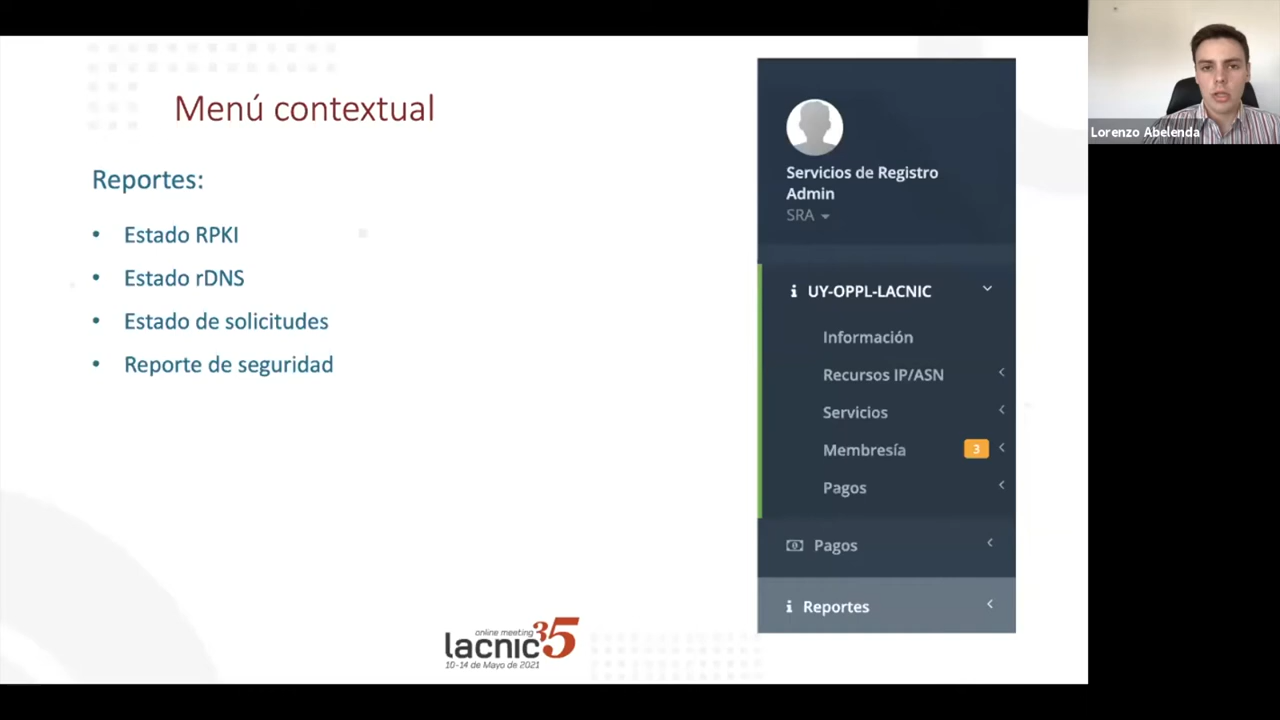 Menú contextual
Reportes:
• Estado RPKI
• Estado rDNS
• Estado de solicitudes
• Reporte de seguridad
Servicios de Registro
Admin
SRA
UY-OPPL-LACNIC
Información
Recursos IP/ASN
Servicios
Membresía 3
Pagos
Pagos
Reportes
online meeting
lacnic35
10-14 de Mayo de 2021
Lorenzo Abelenda